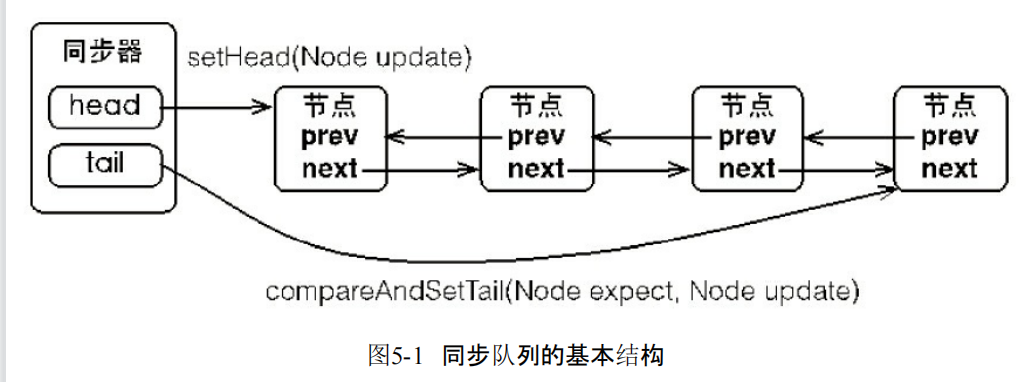 同步器
setHead(Node update)
head
tail
节点
prev
next
节点
prev
next
节点
prev
next
节点
prev
next
compareAndSetTail(Node expect, Node update)
图5-1 同步队列的基本结构